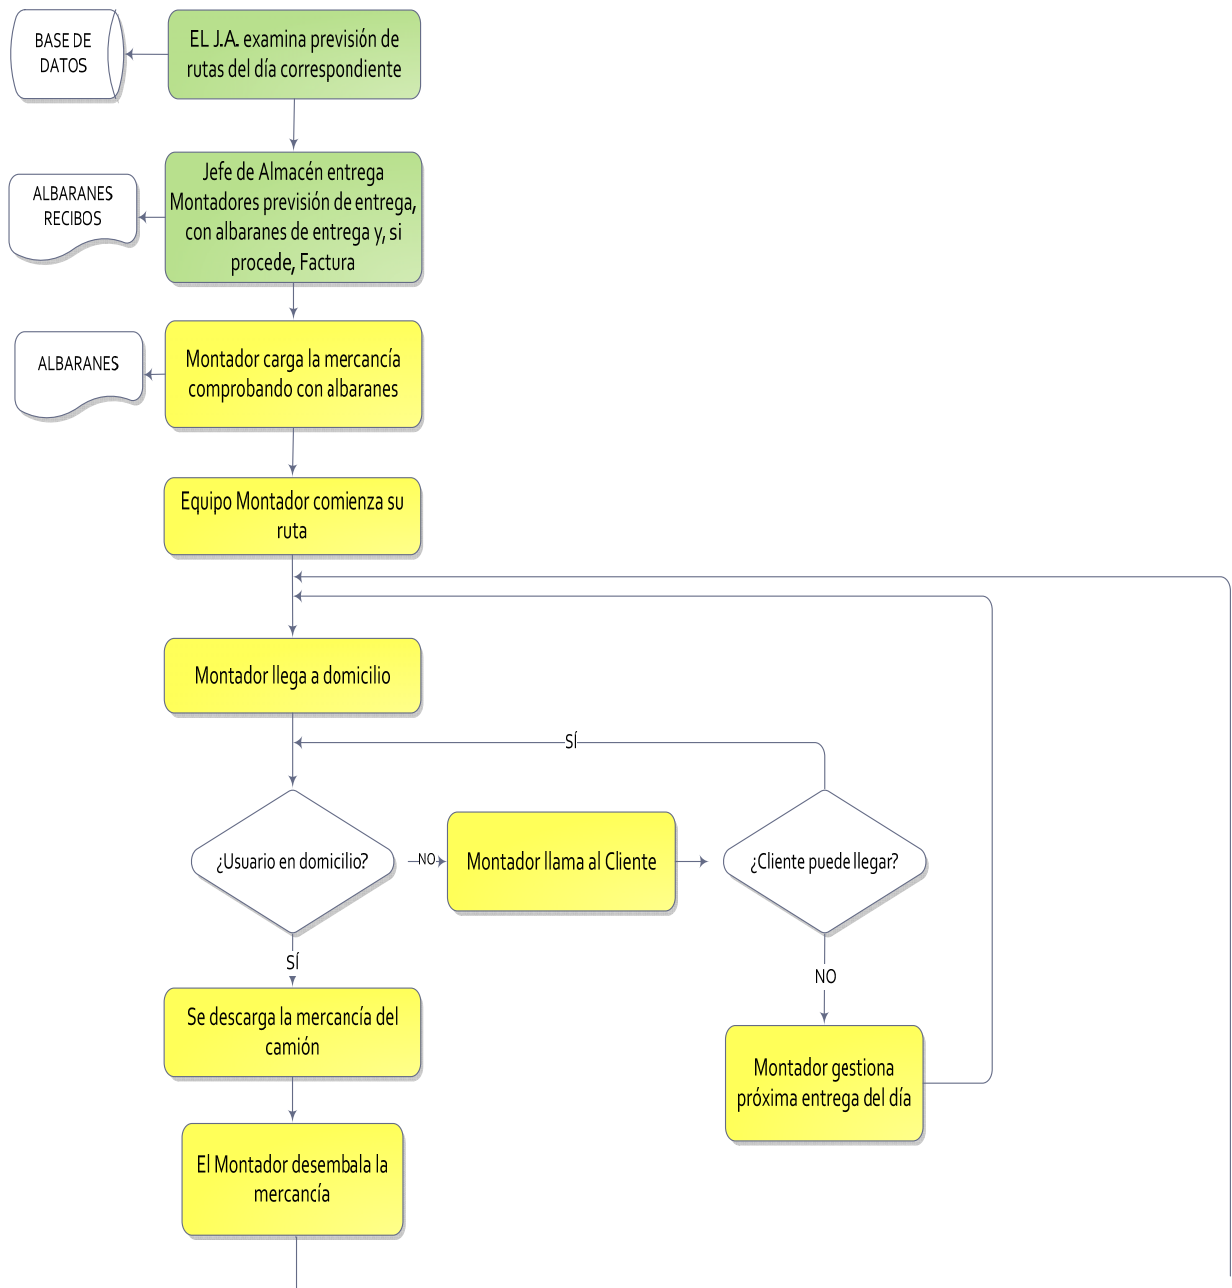 BASE DE
DATOS
EL J.A. examina previsión de
rutas del día correspondiente
ALBARANES
RECIBOS
Jefe de Almacén entrega
Montadores previsión de entrega,
con albaranes de entrega y, si
procede, Factura
ALBARANES
Montador carga la mercancía
comprobando con albaranes
Equipo Montador comienza su
ruta
Montador llega a domicilio
SÍ
¿Usuario en domicilio?
NO
Montador llama al Cliente
¿Cliente puede llegar?
SÍ
NO
Se descarga la mercancía del
camión
Montador gestiona
próxima entrega del día
El Montador desembala la
mercancía